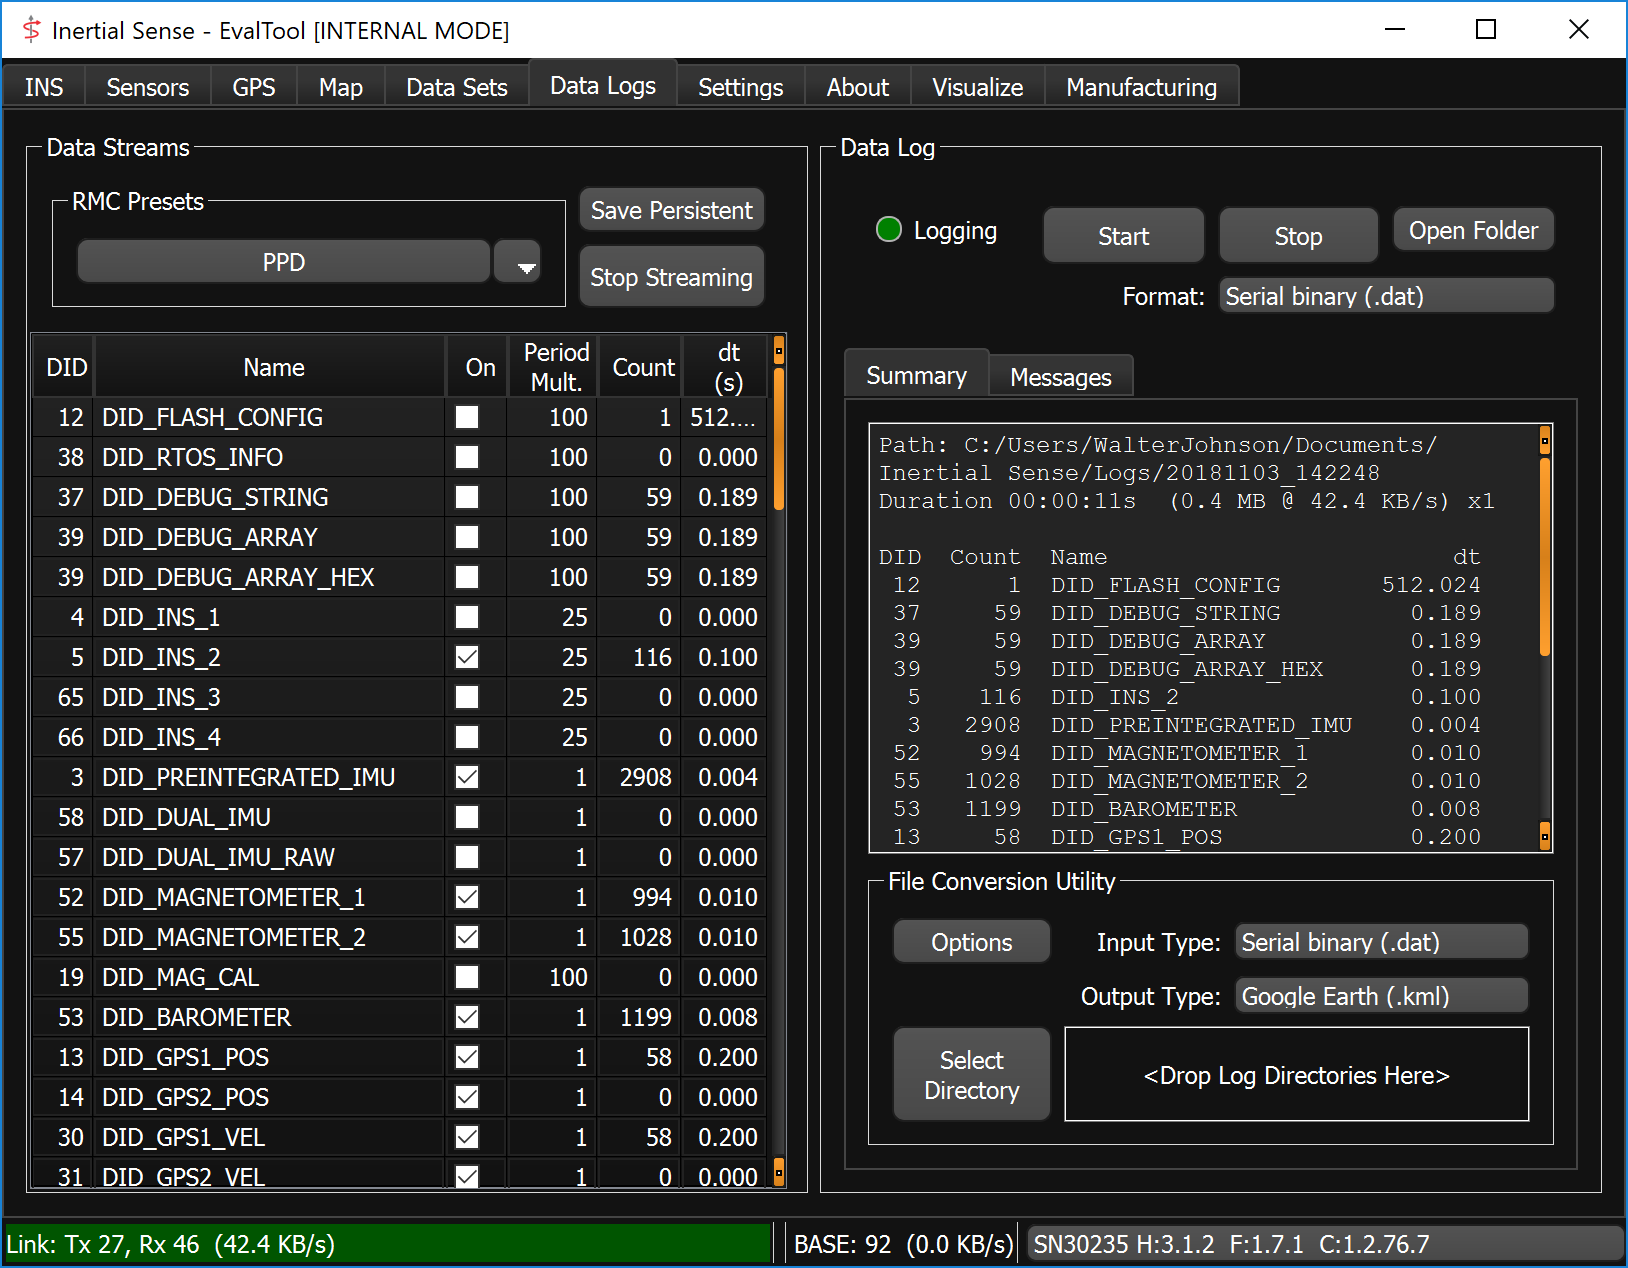 Inertial Sense - EvalTool [INTERNAL MODE]
INS Sensors GPS Map Data Sets Data Logs Settings About Visualize Manufacturing
Data Streams
RMC Presets
PPD
Save Persistent
Stop Streaming
DID Name On Period Mult. Count dt (s)
12 DID_FLASH_CONFIG 100 1 512....
38 DID_RTOS_INFO 100 0 0.000
37 DID_DEBUG_STRING 100 59 0.189
39 DID_DEBUG_ARRAY 100 59 0.189
39 DID_DEBUG_ARRAY_HEX 100 59 0.189
4 DID_INS_1 25 0 0.000
5 DID_INS_2 25 116 0.100
65 DID_INS_3 25 0 0.000
66 DID_INS_4 25 0 0.000
3 DID_PREINTEGRATED_IMU 1 2908 0.004
58 DID_DUAL_IMU 1 0 0.000
57 DID_DUAL_IMU_RAW 1 0 0.000
52 DID_MAGNETOMETER_1 1 994 0.010
55 DID_MAGNETOMETER_2 1 1028 0.010
19 DID_MAG_CAL 100 0 0.000
53 DID_BAROMETER 1 1199 0.008
13 DID_GPS1_POS 1 58 0.200
14 DID_GPS2_POS 1 0 0.000
30 DID_GPS1_VEL 1 58 0.200
31 DID_GPS2_VEL 1 0 0.000
Data Log
Logging Start Stop Open Folder
Format: Serial binary (.dat)
Summary Messages
Path: C:/Users/WalterJohnson/Documents/
Inertial Sense/Logs/20181103_142248
Duration 00:00:11s (0.4 MB @ 42.4 KB/s) x1
DID Count Name dt
12 1 DID_FLASH_CONFIG 512.024
37 59 DID_DEBUG_STRING 0.189
39 59 DID_DEBUG_ARRAY 0.189
39 59 DID_DEBUG_ARRAY_HEX 0.189
5 116 DID_INS_2 0.100
3 2908 DID_PREINTEGRATED_IMU 0.004
52 994 DID_MAGNETOMETER_1 0.010
55 1028 DID_MAGNETOMETER_2 0.010
53 1199 DID_BAROMETER 0.008
13 58 DID_GPS1_POS 0.200
File Conversion Utility
Options Input Type: Serial binary (.dat)
Output Type: Google Earth (.kml)
Select
Directory
<Drop Log Directories Here>
Link: Tx 27, Rx 46 (42.4 KB/s) BASE: 92 (0.0 KB/s) SN30235 H:3.1.2 F:1.7.1 C:1.2.76.7